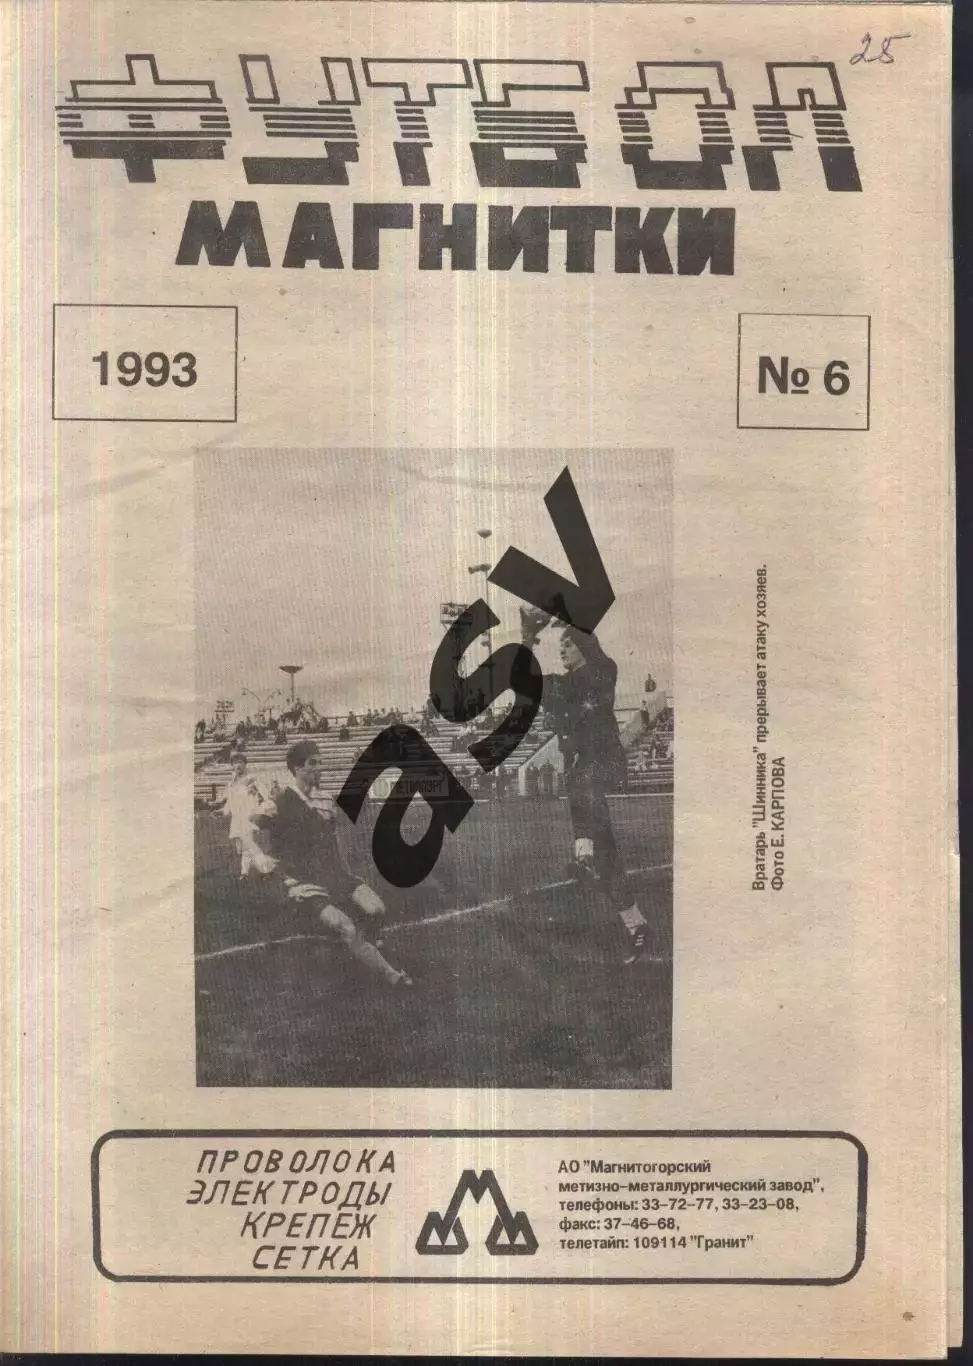 25
ФУТБОЛ
МАГНИТКИ
1993
№ 6
asv
МЕТАЛЛУРГ
Вратарь "Шинника" прерывает атаку хозяев.
Фото Е. КАРПОВА
ПРОВОЛОКА
ЭЛЕКТРОДЫ
КРЕПЕЖ
СЕТКА
АО "Магнитогорский
метизно-металлургический завод",
телефоны: 33-72-77, 33-23-08,
факс: 37-46-68,
телетайп: 109114 "Гранит"